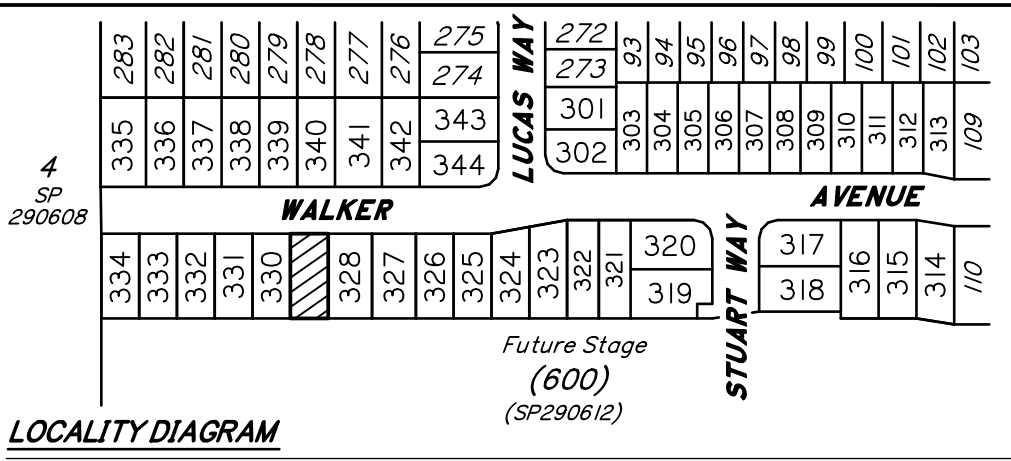 283 282 281 280 279 278 277 276 275 272 93 94 95 96 97 98 99 100 101 102 103
274 273
335 336 337 338 339 340 341 342 343 301 303 304 305 306 307 308 309 310 311 312 313 109
344 302
LUCAS WAY
4
SP
290608
WALKER AVENUE
334 333 332 331 330 328 327 326 325 324 323 322 321 320 317 316 315 314 110
319 318
STUART WAY
Future Stage
(600)
(SP290612)
LOCALITY DIAGRAM